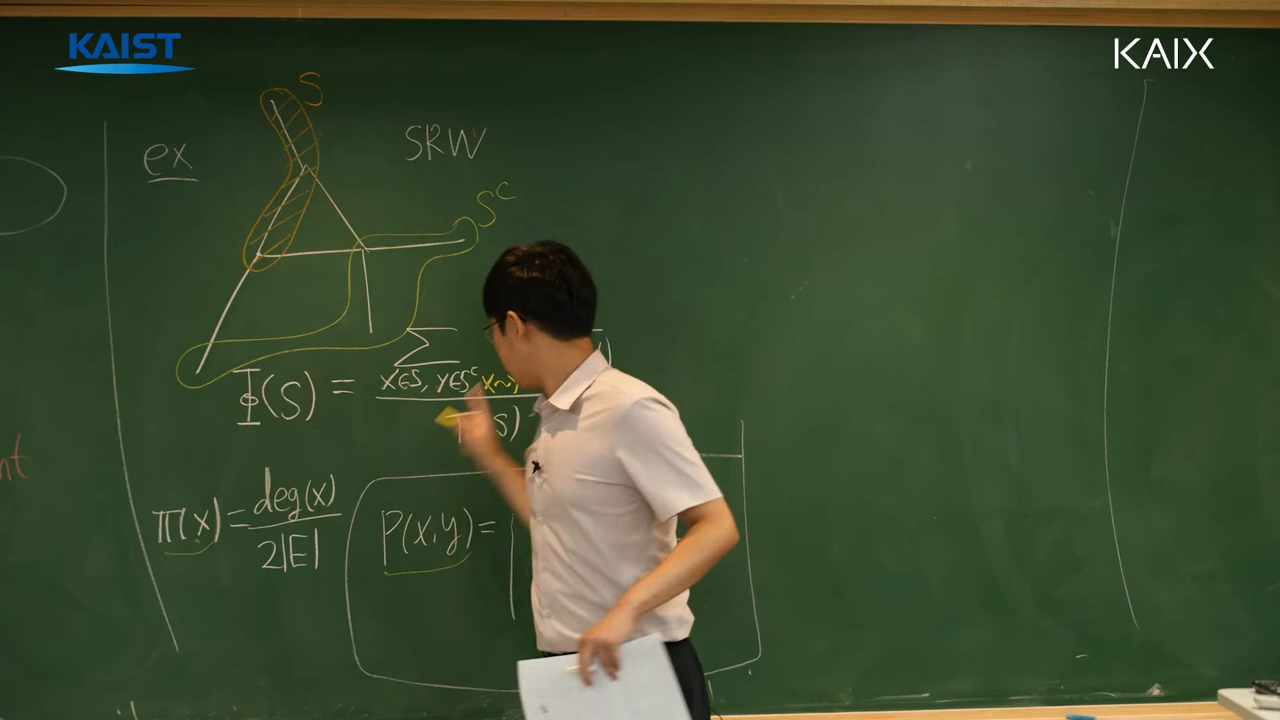 KAIST
KAIX
S
ex
SRW
S^c
Φ(S) = Σ x∈S, y∈S^c x~
S)
π(x) = deg(x) / 2|E|
P(x,y) =
nt